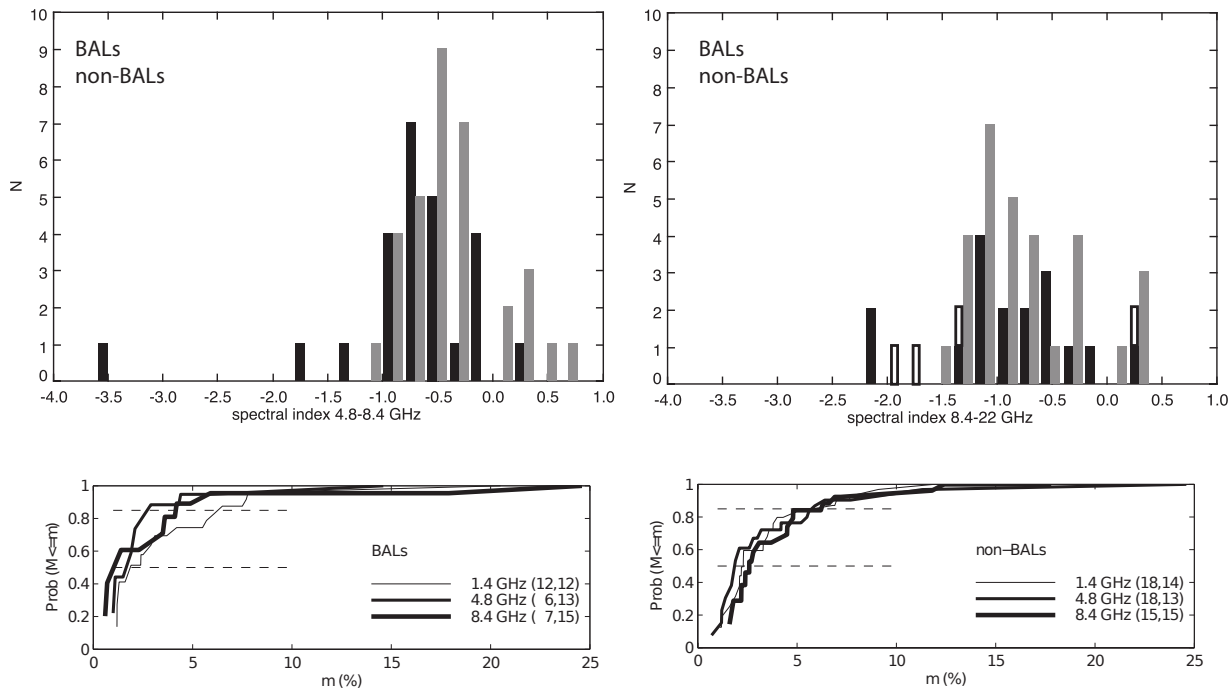 10
9
7
6
5
4
3
2
1
0
N
BALs
non-BALs
-4.0 -3.5 -3.0 -2.5 -2.0 -1.5 -1.0 -0.5 0.0 0.5 1.0
spectral index 4.8-8.4 GHz
10
9
7
6
5
4
3
2
1
0
N
BALs
non-BALs
-4.0 -3.5 -3.0 -2.5 -2.0 -1.5 -1.0 -0.5 0.0 0.5 1.0
spectral index 8.4-22 GHz
1
0.8
0.6
0.4
0.2
0
Prob (M<=m)
BALs
1.4 GHz (12,12)
4.8 GHz ( 6,13)
8.4 GHz ( 7,15)
5 10 15 20 25
m (%)
1
0.8
0.6
0.4
0.2
0
Prob (M<=m)
non−BALs
1.4 GHz (18,14)
4.8 GHz (18,13)
8.4 GHz (15,15)
5 10 15 20 25
m (%)